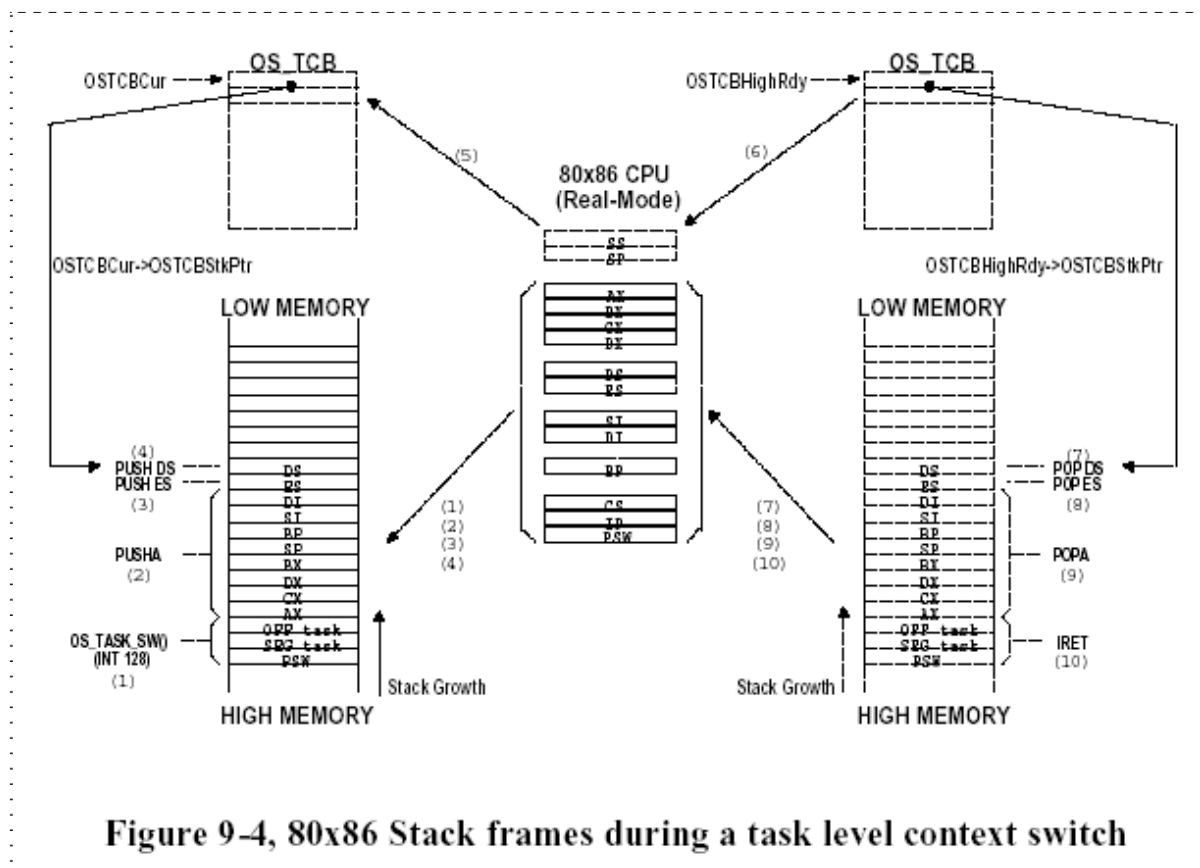 OS_TCB
OSTCBCur
OS_TCB
OSTCBHighRdy
(5)
(6)
80x86 CPU
(Real-Mode)
SS
SP
OSTCBCur->OSTCBStkPtr
OSTCBHighRdy->OSTCBStkPtr
LOW MEMORY
LOW MEMORY
AX
BX
CX
DX
DS
ES
SI
DI
BP
CS
IP
PSW
(4)
PUSH DS
PUSH ES
(3)
PUSHA
(2)
OS_TASK_SW()
(INT 128)
(1)
DS
ES
DI
SI
BP
SP
BX
DX
CX
AX
OFF task
SEG task
PSW
(1)
(2)
(3)
(4)
Stack Growth
HIGH MEMORY
(7)
(8)
(9)
(10)
DS
ES
DI
SI
BP
SP
BX
DX
CX
AX
OFF task
SEG task
PSW
(7)
POP DS
POP ES
(8)
POPA
(9)
IRET
(10)
Stack Growth
HIGH MEMORY
Figure 9-4, 80x86 Stack frames during a task level context switch